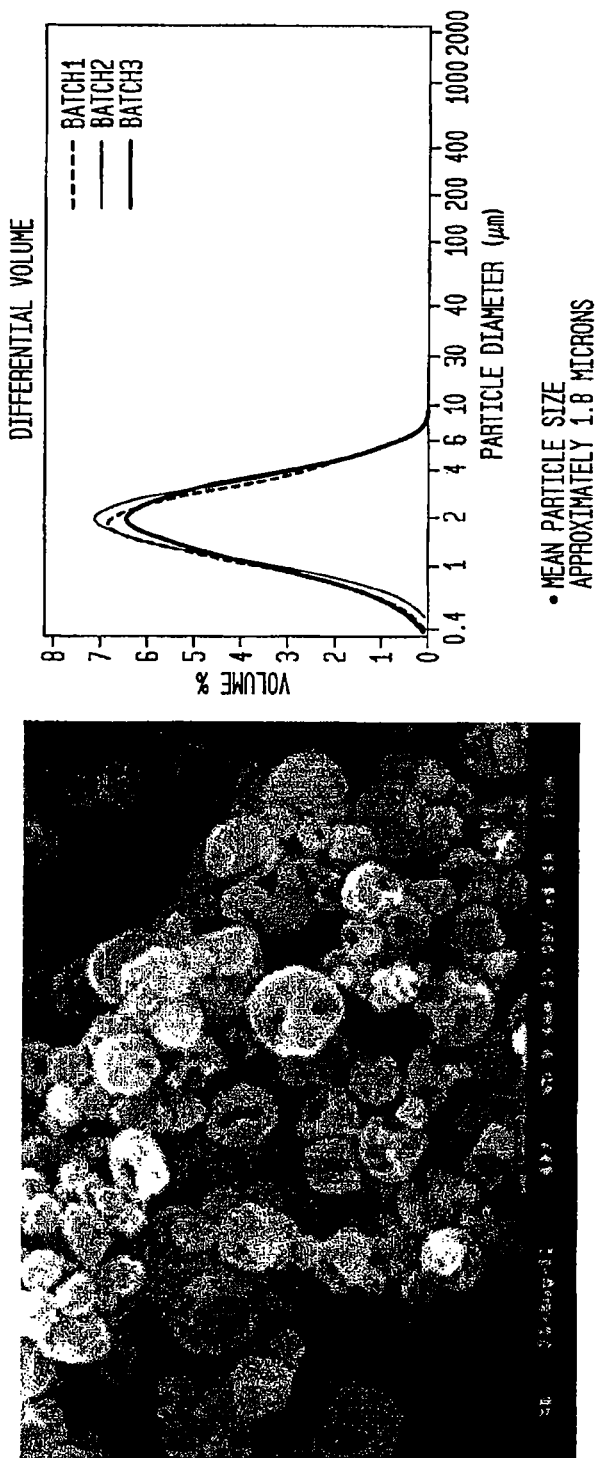 DIFFERENTIAL VOLUME
BATCH1
BATCH2
BATCH3
VOLUME %
8
7
6
5
4
3
2
1
0
0.4 1 2 4 6 10 30 40 100 200 400 1000 2000
PARTICLE DIAMETER (μm)
• MEAN PARTICLE SIZE
APPROXIMATELY 1.8 MICRONS